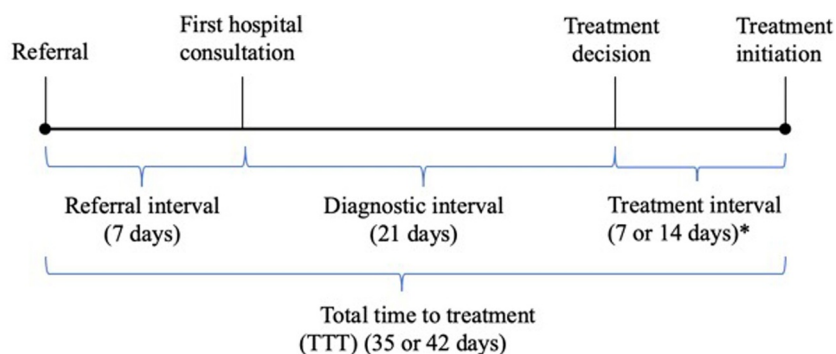 Referral
First hospital
consultation
Treatment
decision
Treatment
initiation
Referral interval
(7 days)
Diagnostic interval
(21 days)
Treatment interval
(7 or 14 days)*
Total time to treatment
(TTT) (35 or 42 days)